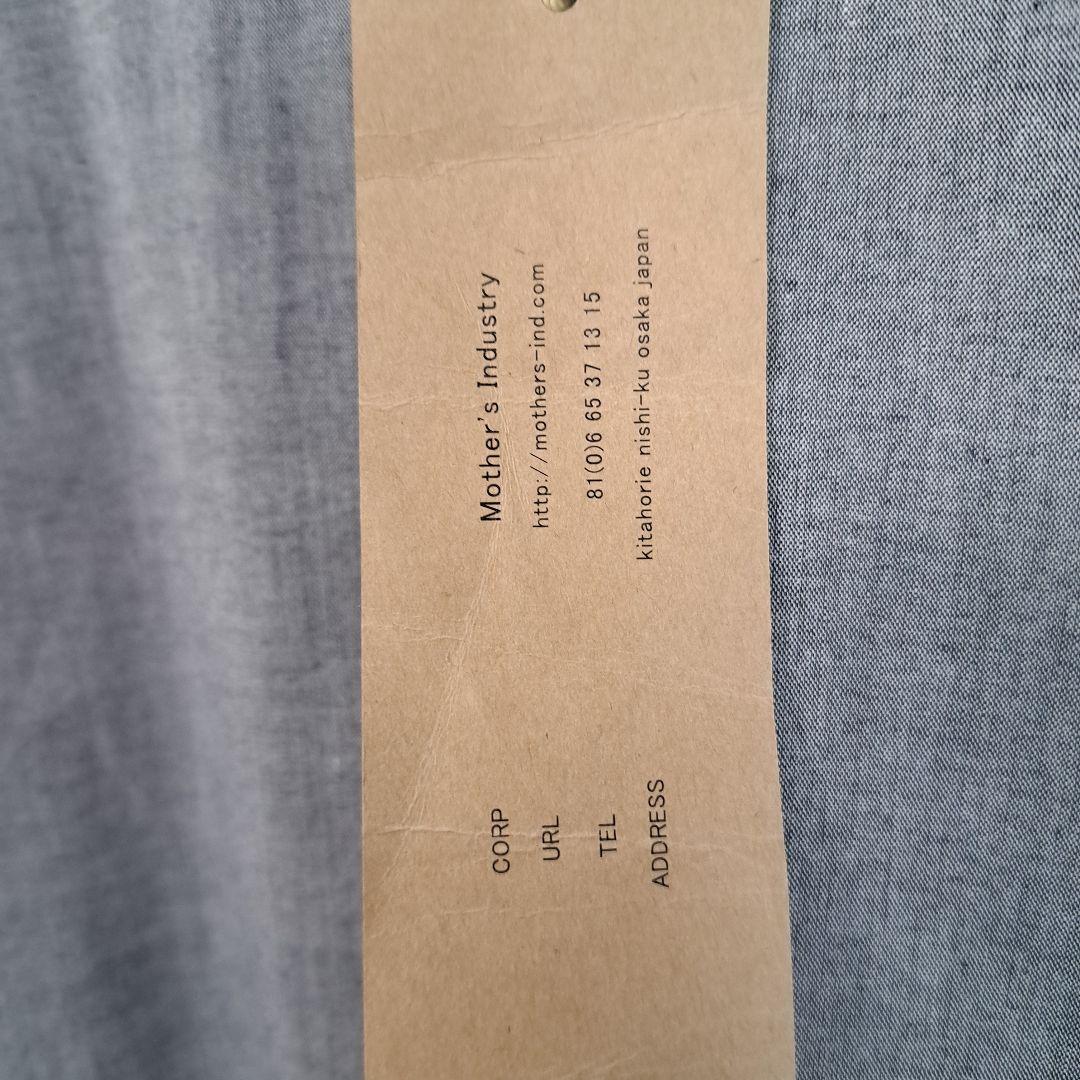 CORP Mother's Industry
URL http://mothers-ind.com
TEL 81(0)6 65 37 13 15
ADDRESS kitahorie nishi-ku osaka japan